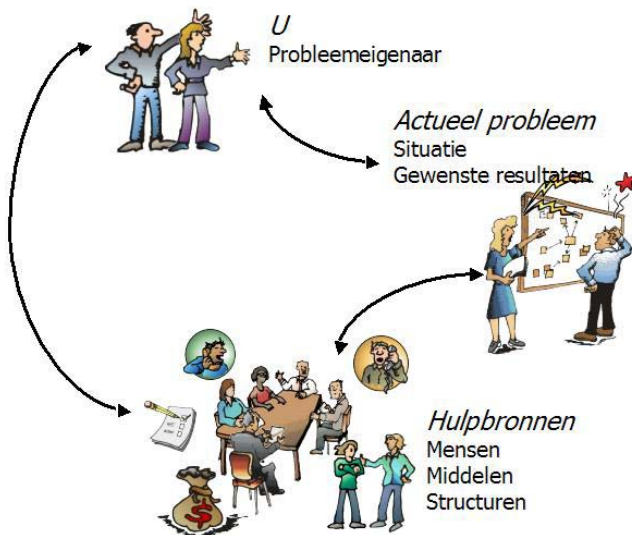 U
Probleemeigenaar
Actueel probleem
Situatie
Gewenste resultaten
Hulpbronnen
Mensen
Middelen
Structuren
$